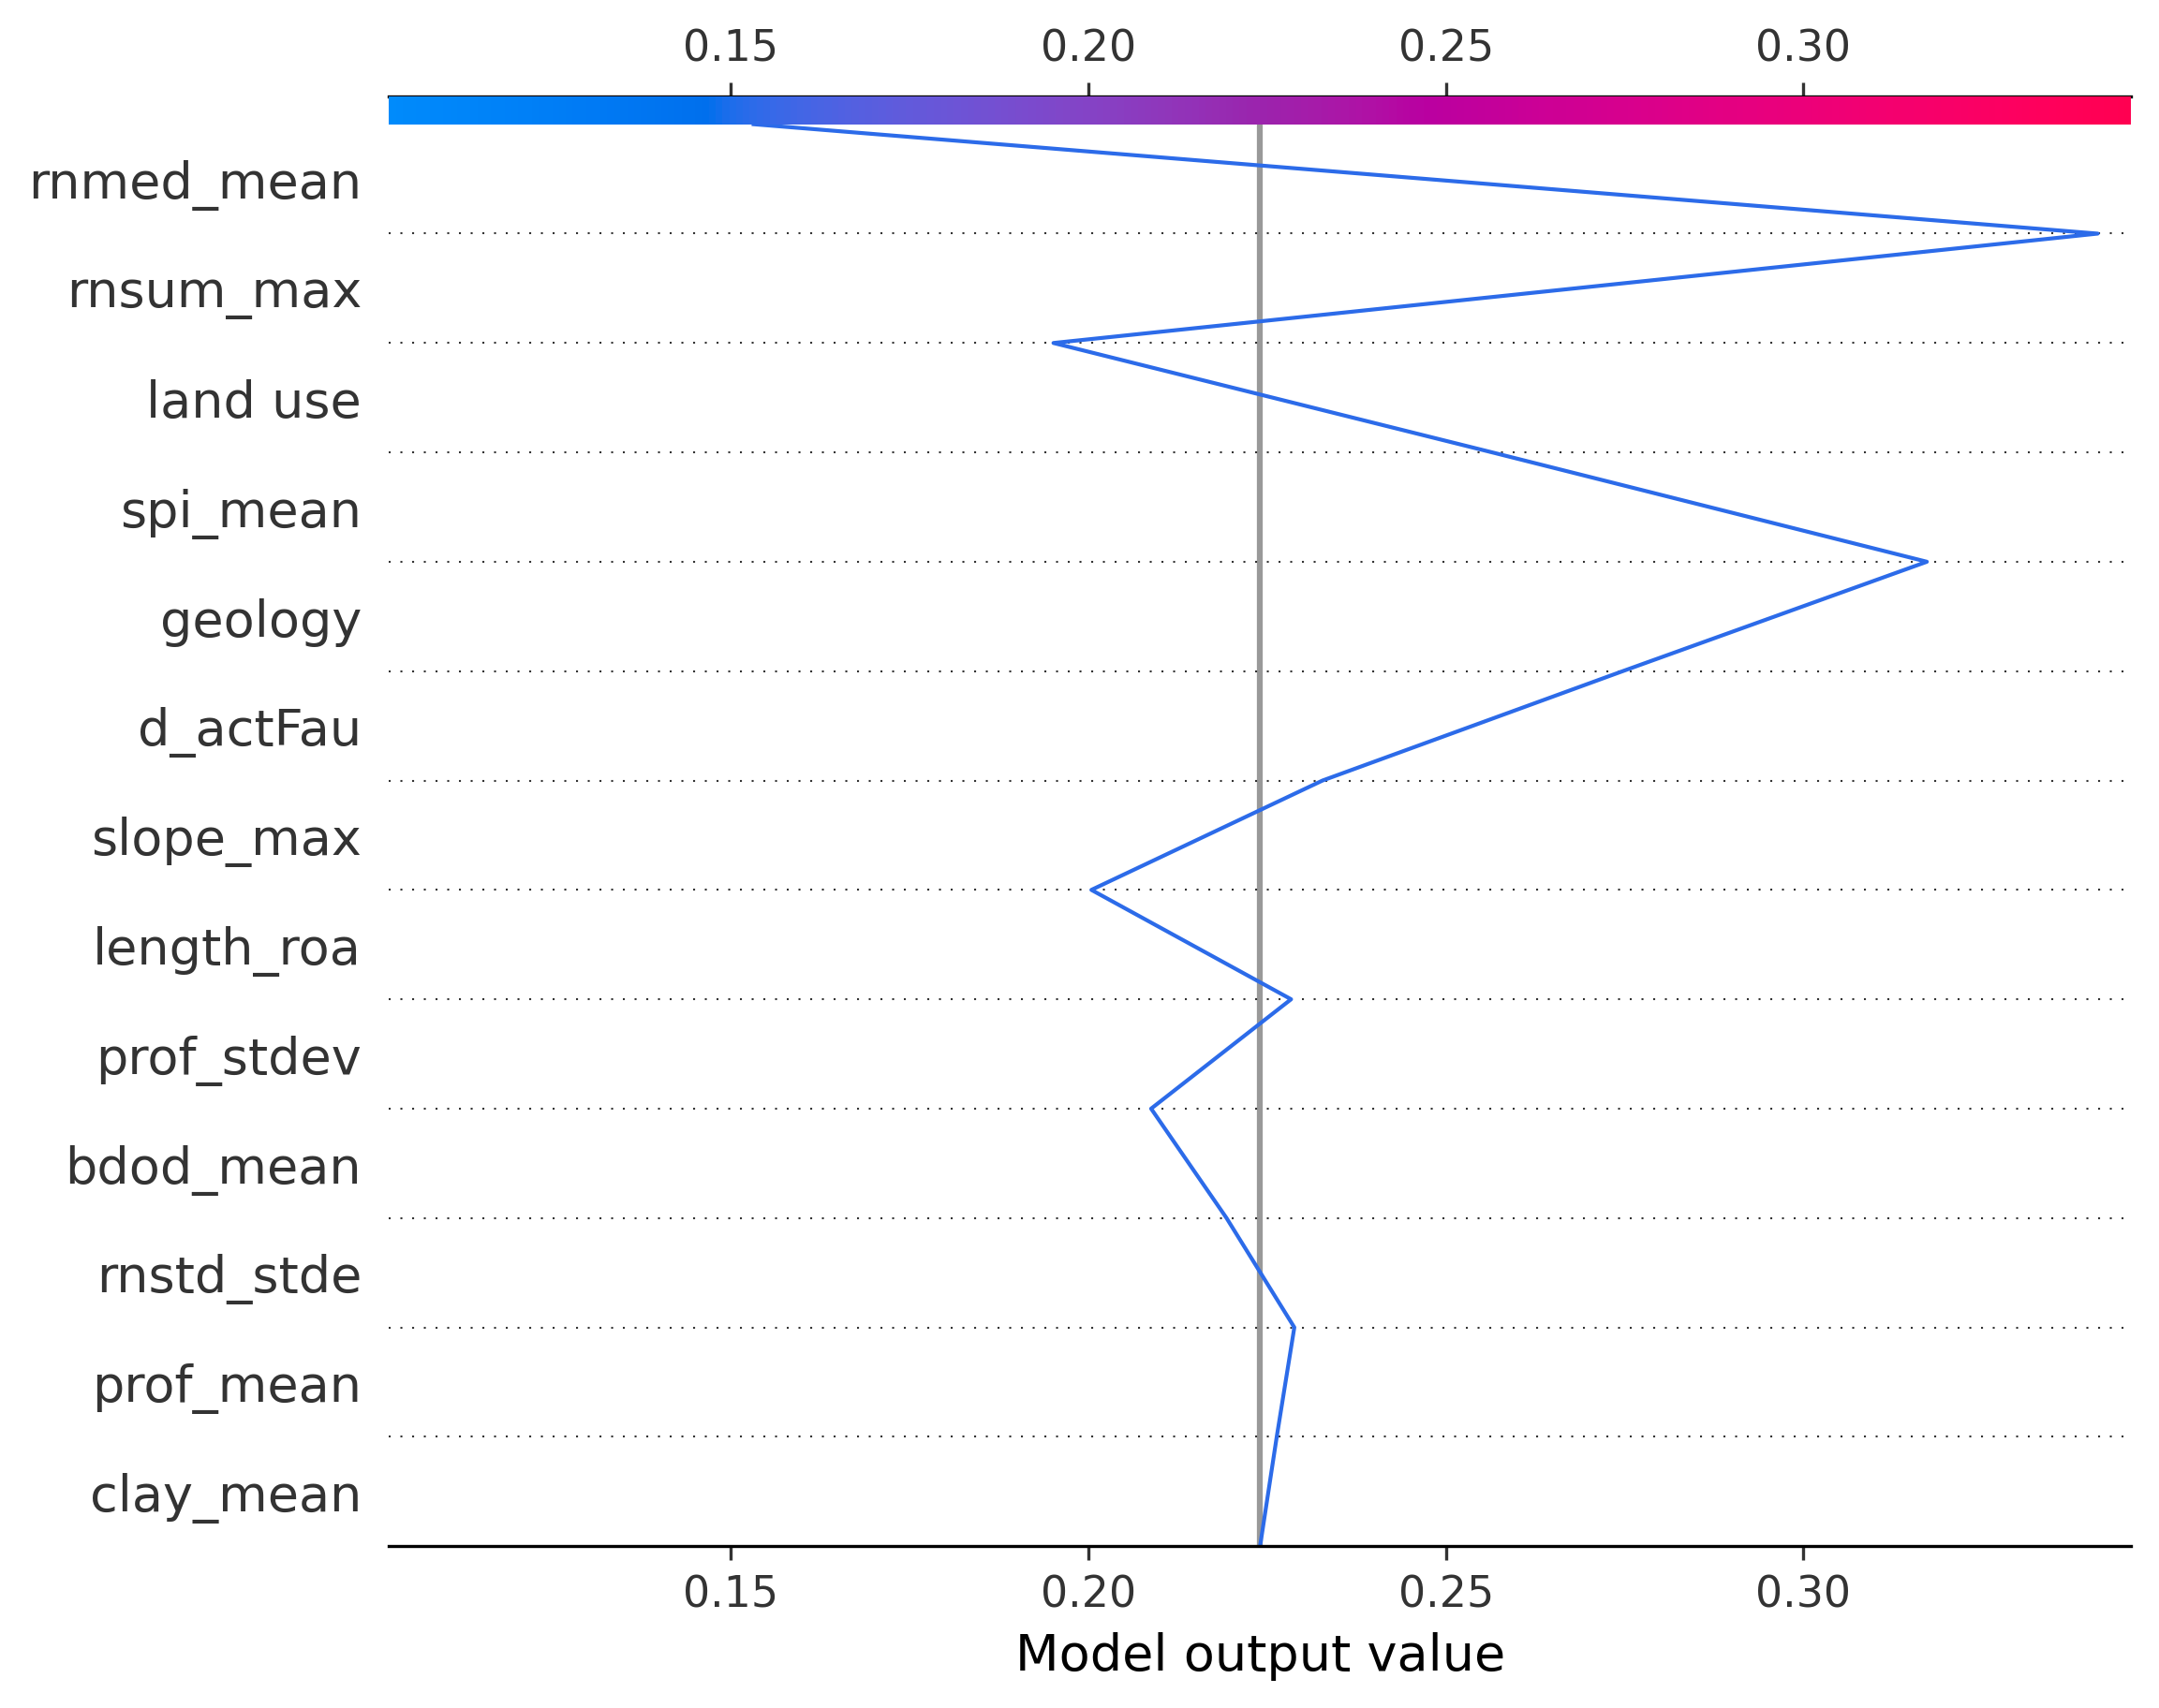 0.15 0.20 0.25 0.30
rnmed_mean
rnsum_max
land use
spi_mean
geology
d_actFau
slope_max
length_roa
prof_stdev
bdod_mean
rnstd_stde
prof_mean
clay_mean
0.15 0.20 0.25 0.30
Model output value